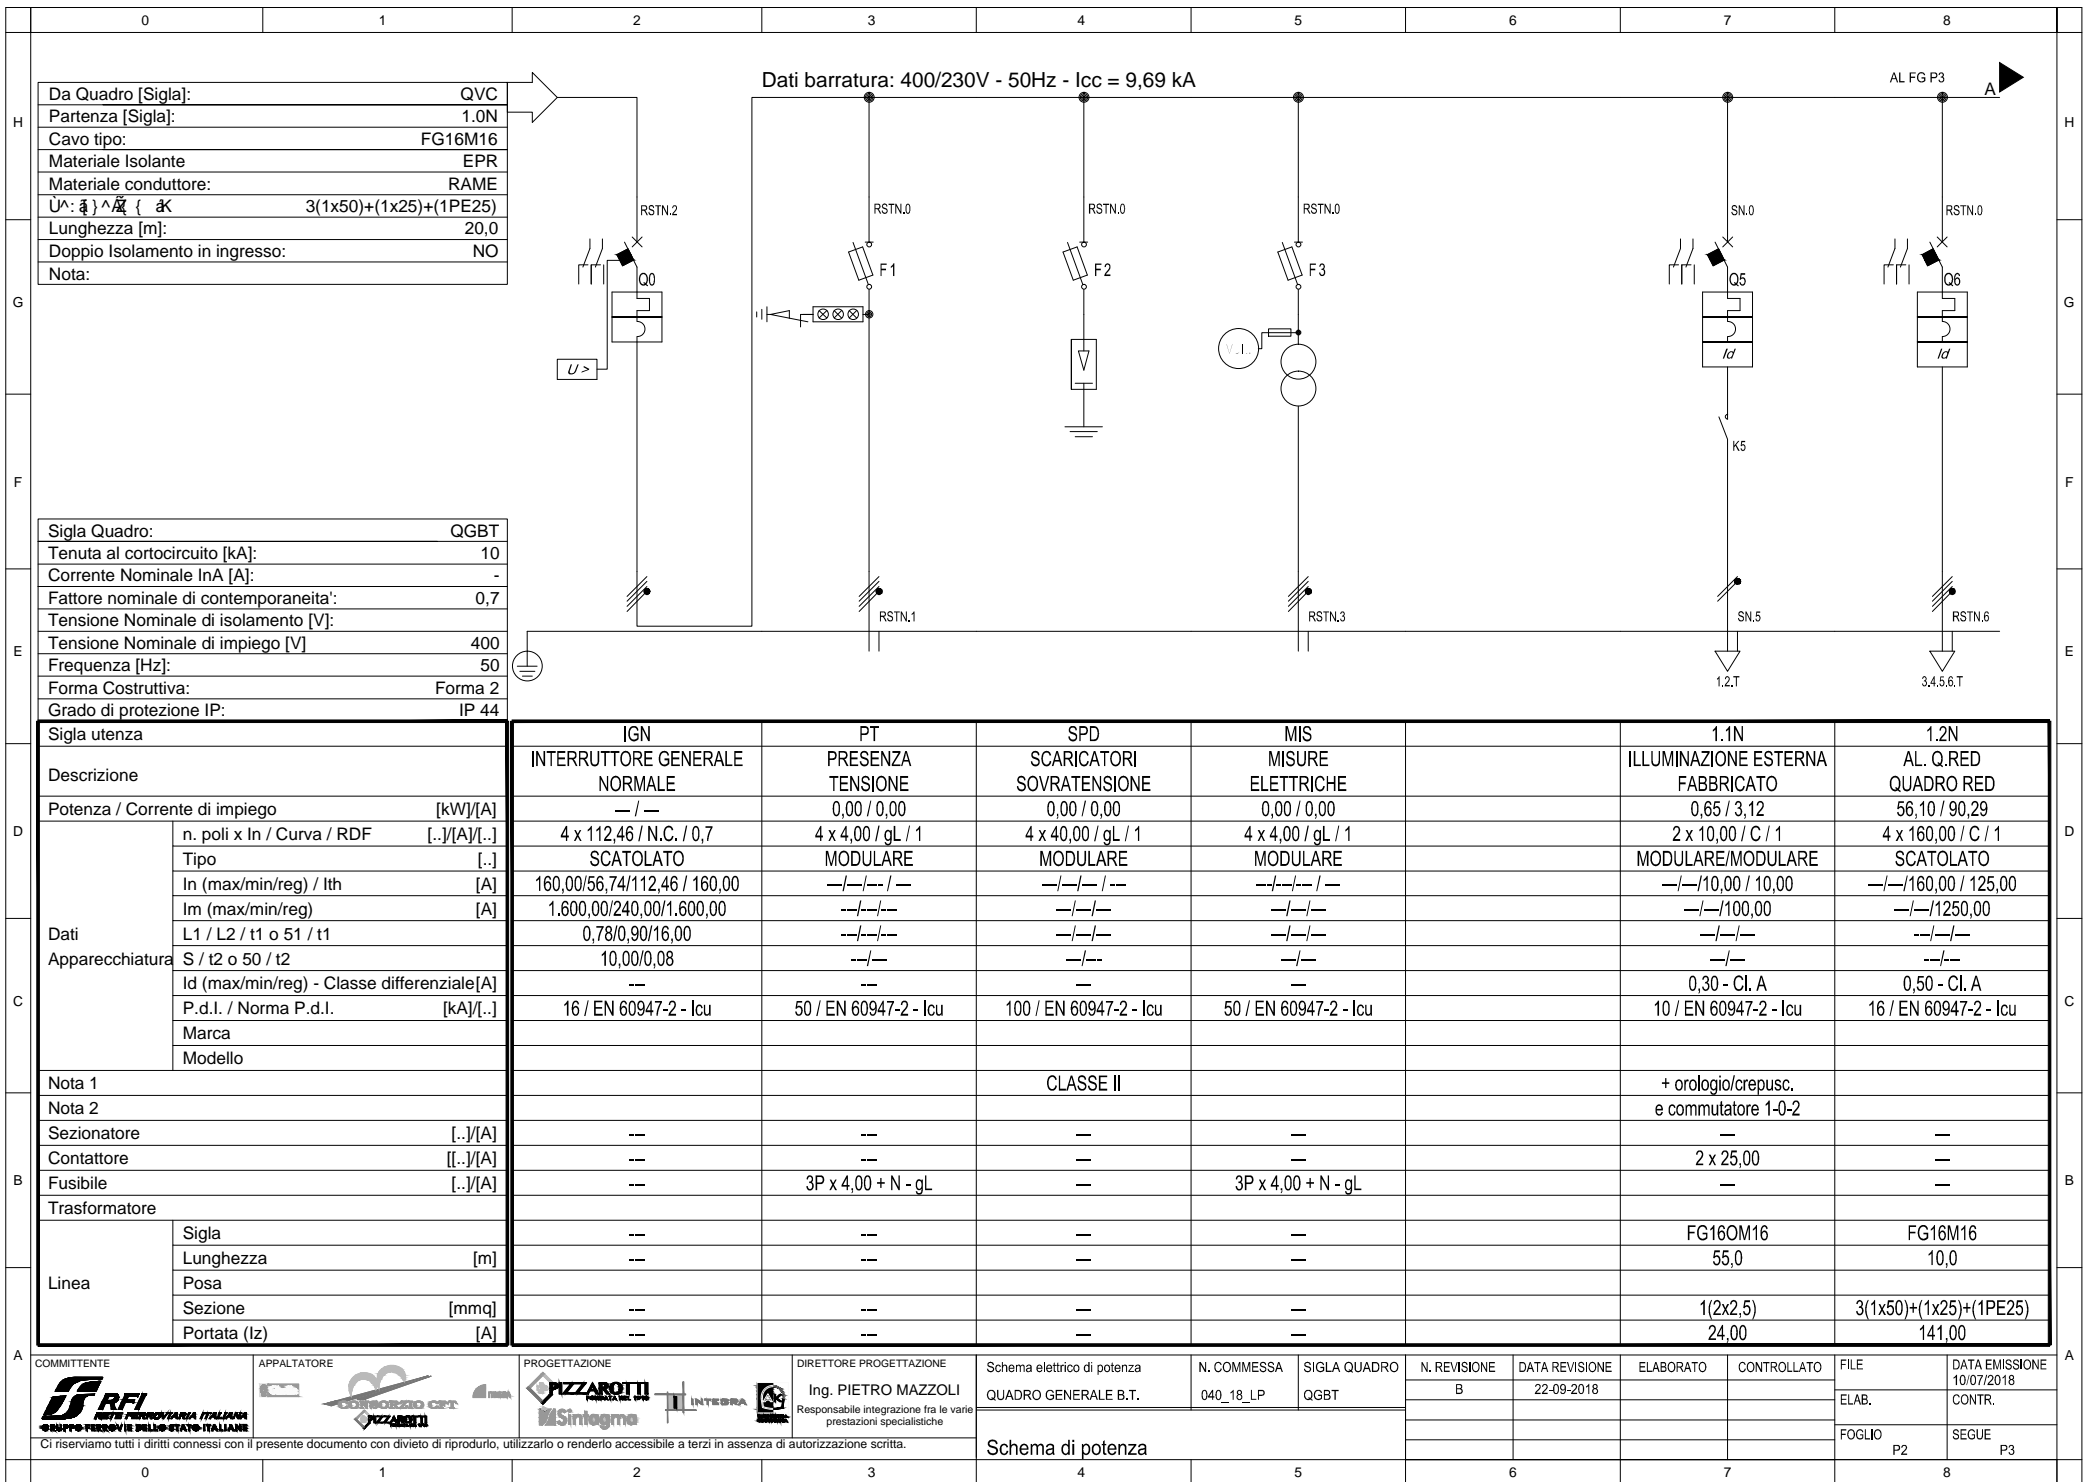 0 1 2 3 4 5 6 7 8
Dati barratura: 400/230V - 50Hz - Icc = 9,69 kA
AL FG P3
A
Da Quadro [Sigla]: QVC
Partenza [Sigla]: 1.0N
Cavo tipo: FG16M16
Materiale Isolante EPR
Materiale conduttore: RAME
3(1x50)+(1x25)+(1PE25)
Lunghezza [m]: 20,0
Doppio Isolamento in ingresso: NO
Nota:
H H
G G
F F
E E
D D
C C
B B
A A
RSTN.2 RSTN.0 RSTN.0 RSTN.0 SN.0 RSTN.0
Q0 F1 F2 F3 Q5 Q6
U >
Id Id
K5
RSTN.1 RSTN.3 SN.5 RSTN.6
1.2.T 3.4.5.6.T
Sigla Quadro: QGBT
Tenuta al cortocircuito [kA]: 10
Corrente Nominale InA [A]: -
Fattore nominale di contemporaneita': 0,7
Tensione Nominale di isolamento [V]:
Tensione Nominale di impiego [V] 400
Frequenza [Hz]: 50
Forma Costruttiva: Forma 2
Grado di protezione IP: IP 44
Sigla utenza IGN PT SPD MIS 1.1N 1.2N
Descrizione
INTERRUTTORE GENERALE PRESENZA SCARICATORI MISURE ILLUMINAZIONE ESTERNA AL. Q.RED
NORMALE TENSIONE SOVRATENSIONE ELETTRICHE FABBRICATO QUADRO RED
Potenza / Corrente di impiego [kW]/[A] --- / --- 0,00 / 0,00 0,00 / 0,00 0,00 / 0,00 0,65 / 3,12 56,10 / 90,29
n. poli x In / Curva / RDF [..]/[A]/[..] 4 x 112,46 / N.C. / 0,7 4 x 4,00 / gL / 1 4 x 40,00 / gL / 1 4 x 4,00 / gL / 1 2 x 10,00 / C / 1 4 x 160,00 / C / 1
Tipo [..] SCATOLATO MODULARE MODULARE MODULARE MODULARE/MODULARE SCATOLATO
In (max/min/reg) / Ith [A] 160,00/56,74/112,46 / 160,00 ---/---/--- / --- ---/---/--- / --- ---/---/--- / --- ---/---/10,00 / 10,00 ---/---/160,00 / 125,00
Im (max/min/reg) [A] 1.600,00/240,00/1.600,00 ---/---/--- ---/---/--- ---/---/--- ---/---/100,00 ---/---/1250,00
Dati Apparecchiatura
L1 / L2 / t1 o 51 / t1 0,78/0,90/16,00 ---/---/--- ---/---/--- ---/---/--- ---/---/--- ---/---/---
S / t2 o 50 / t2 10,00/0,08 ---/--- ---/--- ---/--- ---/--- ---/---
Id (max/min/reg) - Classe differenziale[A] --- --- --- --- 0,30 - Cl. A 0,50 - Cl. A
P.d.I. / Norma P.d.I. [kA]/[..] 16 / EN 60947-2 - Icu 50 / EN 60947-2 - Icu 100 / EN 60947-2 - Icu 50 / EN 60947-2 - Icu 10 / EN 60947-2 - Icu 16 / EN 60947-2 - Icu
Marca
Modello
Nota 1 CLASSE II + orologio/crepusc.
Nota 2 e commutatore 1-0-2
Sezionatore [..]/[A] --- --- --- --- --- ---
Contattore [[..]/[A] --- --- --- --- 2 x 25,00 ---
Fusibile [..]/[A] --- 3P x 4,00 + N - gL --- 3P x 4,00 + N - gL --- ---
Trasformatore
Linea
Sigla --- --- --- --- FG16OM16 FG16M16
Lunghezza [m] --- --- --- --- 55,0 10,0
Posa
Sezione [mmq] --- --- --- --- 1(2x2,5) 3(1x50)+(1x25)+(1PE25)
Portata (Iz) [A] --- --- --- --- 24,00 141,00
COMMITTENTE
RFI
RETE FERROVIARIA ITALIANA
GRUPPO FERROVIE DELLO STATO ITALIANE
APPALTATORE
CONSORZIO CFT
PIZZAROTTI
PROGETTAZIONE
PIZZAROTTI
FONDATA NEL 1910
Sintagma
INTEGRA
DIRETTORE PROGETTAZIONE
Ing. PIETRO MAZZOLI
Responsabile integrazione fra le varie
prestazioni specialistiche
Ci riserviamo tutti i diritti connessi con il presente documento con divieto di riprodurlo, utilizzarlo o renderlo accessibile a terzi in assenza di autorizzazione scritta.
Schema elettrico di potenza
QUADRO GENERALE B.T.
Schema di potenza
N. COMMESSA
040_18_LP
SIGLA QUADRO
QGBT
N. REVISIONE
B
DATA REVISIONE
22-09-2018
ELABORATO
CONTROLLATO
FILE
DATA EMISSIONE
10/07/2018
ELAB.
CONTR.
FOGLIO
P2
SEGUE
P3
0 1 2 3 4 5 6 7 8